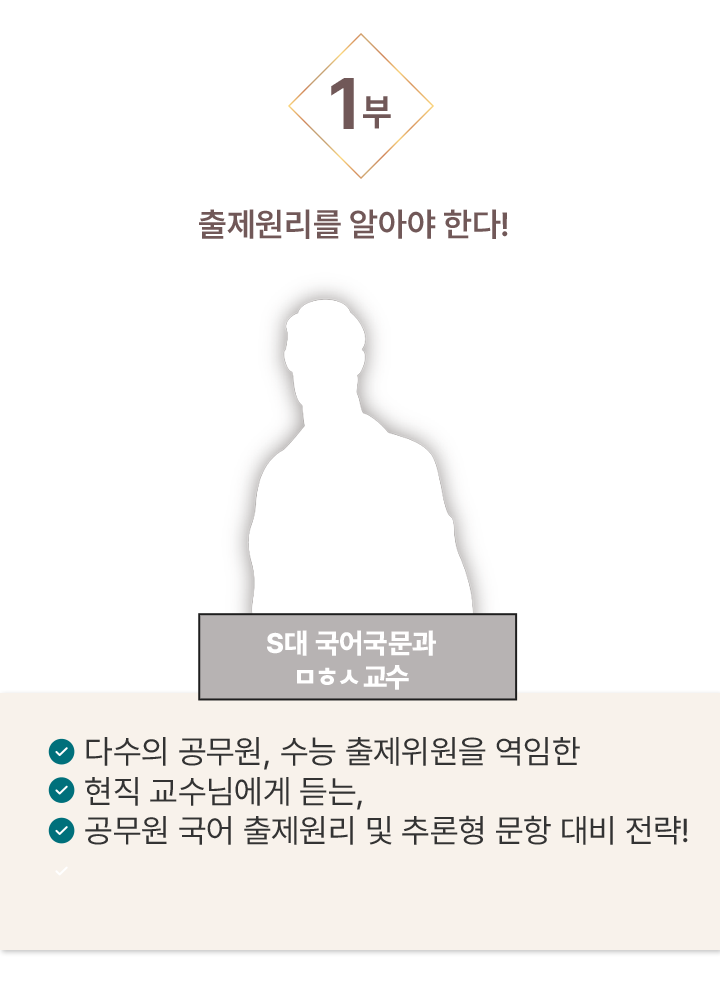 1부
출제원리를 알아야 한다!
S대 국어국문과
ㅁㅎㅅ 교수
다수의 공무원, 수능 출제위원을 역임한
현직 교수님에게 듣는,
공무원 국어 출제원리 및 추론형 문항 대비 전략!